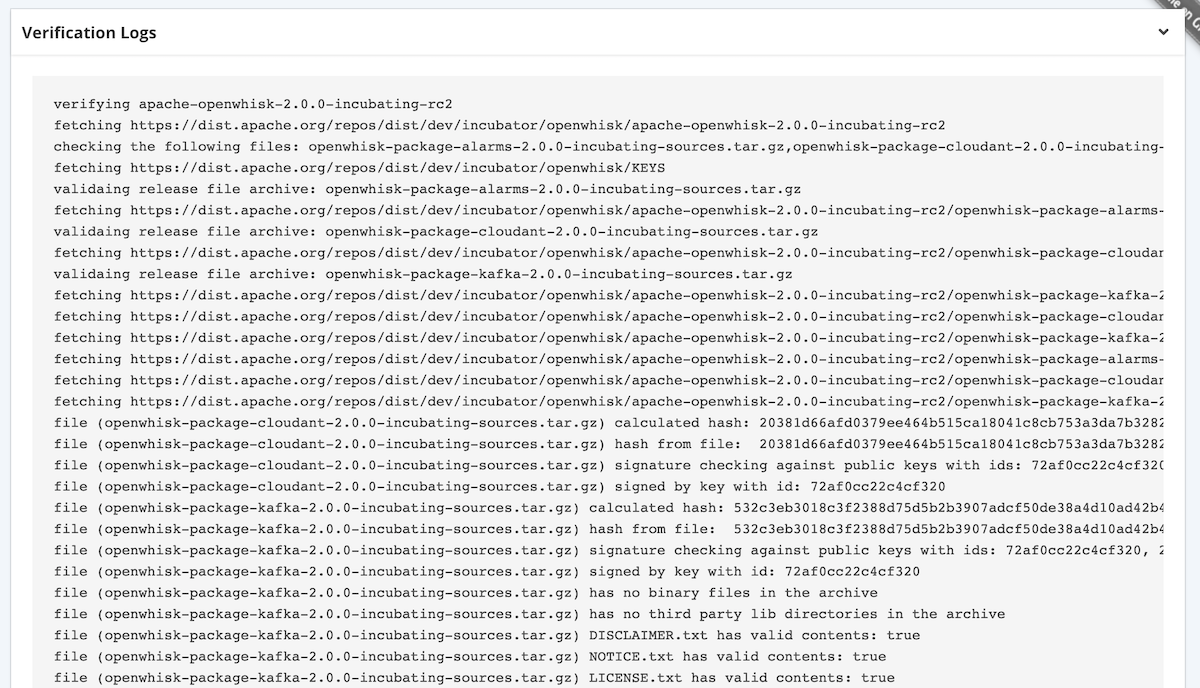 Verification Logs
verifying apache-openwhisk-2.0.0-incubating-rc2
fetching https://dist.apache.org/repos/dist/dev/incubator/openwhisk/apache-openwhisk-2.0.0-incubating-rc2
checking the following files: openwhisk-package-alarms-2.0.0-incubating-sources.tar.gz,openwhisk-package-cloudant-2.0.0-incubating-
fetching https://dist.apache.org/repos/dist/dev/incubator/openwhisk/KEYS
validaing release file archive: openwhisk-package-alarms-2.0.0-incubating-sources.tar.gz
fetching https://dist.apache.org/repos/dist/dev/incubator/openwhisk/apache-openwhisk-2.0.0-incubating-rc2/openwhisk-package-alarms-
validaing release file archive: openwhisk-package-cloudant-2.0.0-incubating-sources.tar.gz
fetching https://dist.apache.org/repos/dist/dev/incubator/openwhisk/apache-openwhisk-2.0.0-incubating-rc2/openwhisk-package-cloudan
validaing release file archive: openwhisk-package-kafka-2.0.0-incubating-sources.tar.gz
fetching https://dist.apache.org/repos/dist/dev/incubator/openwhisk/apache-openwhisk-2.0.0-incubating-rc2/openwhisk-package-kafka-2
fetching https://dist.apache.org/repos/dist/dev/incubator/openwhisk/apache-openwhisk-2.0.0-incubating-rc2/openwhisk-package-cloudan
fetching https://dist.apache.org/repos/dist/dev/incubator/openwhisk/apache-openwhisk-2.0.0-incubating-rc2/openwhisk-package-kafka-2
fetching https://dist.apache.org/repos/dist/dev/incubator/openwhisk/apache-openwhisk-2.0.0-incubating-rc2/openwhisk-package-alarms-
fetching https://dist.apache.org/repos/dist/dev/incubator/openwhisk/apache-openwhisk-2.0.0-incubating-rc2/openwhisk-package-cloudan
fetching https://dist.apache.org/repos/dist/dev/incubator/openwhisk/apache-openwhisk-2.0.0-incubating-rc2/openwhisk-package-kafka-2
file (openwhisk-package-cloudant-2.0.0-incubating-sources.tar.gz) calculated hash: 20381d66afd0379ee464b515ca18041c8cb753a3da7b3282
file (openwhisk-package-cloudant-2.0.0-incubating-sources.tar.gz) hash from file:  20381d66afd0379ee464b515ca18041c8cb753a3da7b3282
file (openwhisk-package-cloudant-2.0.0-incubating-sources.tar.gz) signature checking against public keys with ids: 72af0cc22c4cf320
file (openwhisk-package-cloudant-2.0.0-incubating-sources.tar.gz) signed by key with id: 72af0cc22c4cf320
file (openwhisk-package-kafka-2.0.0-incubating-sources.tar.gz) calculated hash: 532c3eb3018c3f2388d75d5b2b3907adcf50de38a4d10ad42b4
file (openwhisk-package-kafka-2.0.0-incubating-sources.tar.gz) hash from file:  532c3eb3018c3f2388d75d5b2b3907adcf50de38a4d10ad42b4
file (openwhisk-package-kafka-2.0.0-incubating-sources.tar.gz) signature checking against public keys with ids: 72af0cc22c4cf320, 2
file (openwhisk-package-kafka-2.0.0-incubating-sources.tar.gz) signed by key with id: 72af0cc22c4cf320
file (openwhisk-package-kafka-2.0.0-incubating-sources.tar.gz) has no binary files in the archive
file (openwhisk-package-kafka-2.0.0-incubating-sources.tar.gz) has no third party lib directories in the archive
file (openwhisk-package-kafka-2.0.0-incubating-sources.tar.gz) DISCLAIMER.txt has valid contents: true
file (openwhisk-package-kafka-2.0.0-incubating-sources.tar.gz) NOTICE.txt has valid contents: true
file (openwhisk-package-kafka-2.0.0-incubating-sources.tar.gz) LICENSE.txt has valid contents: true